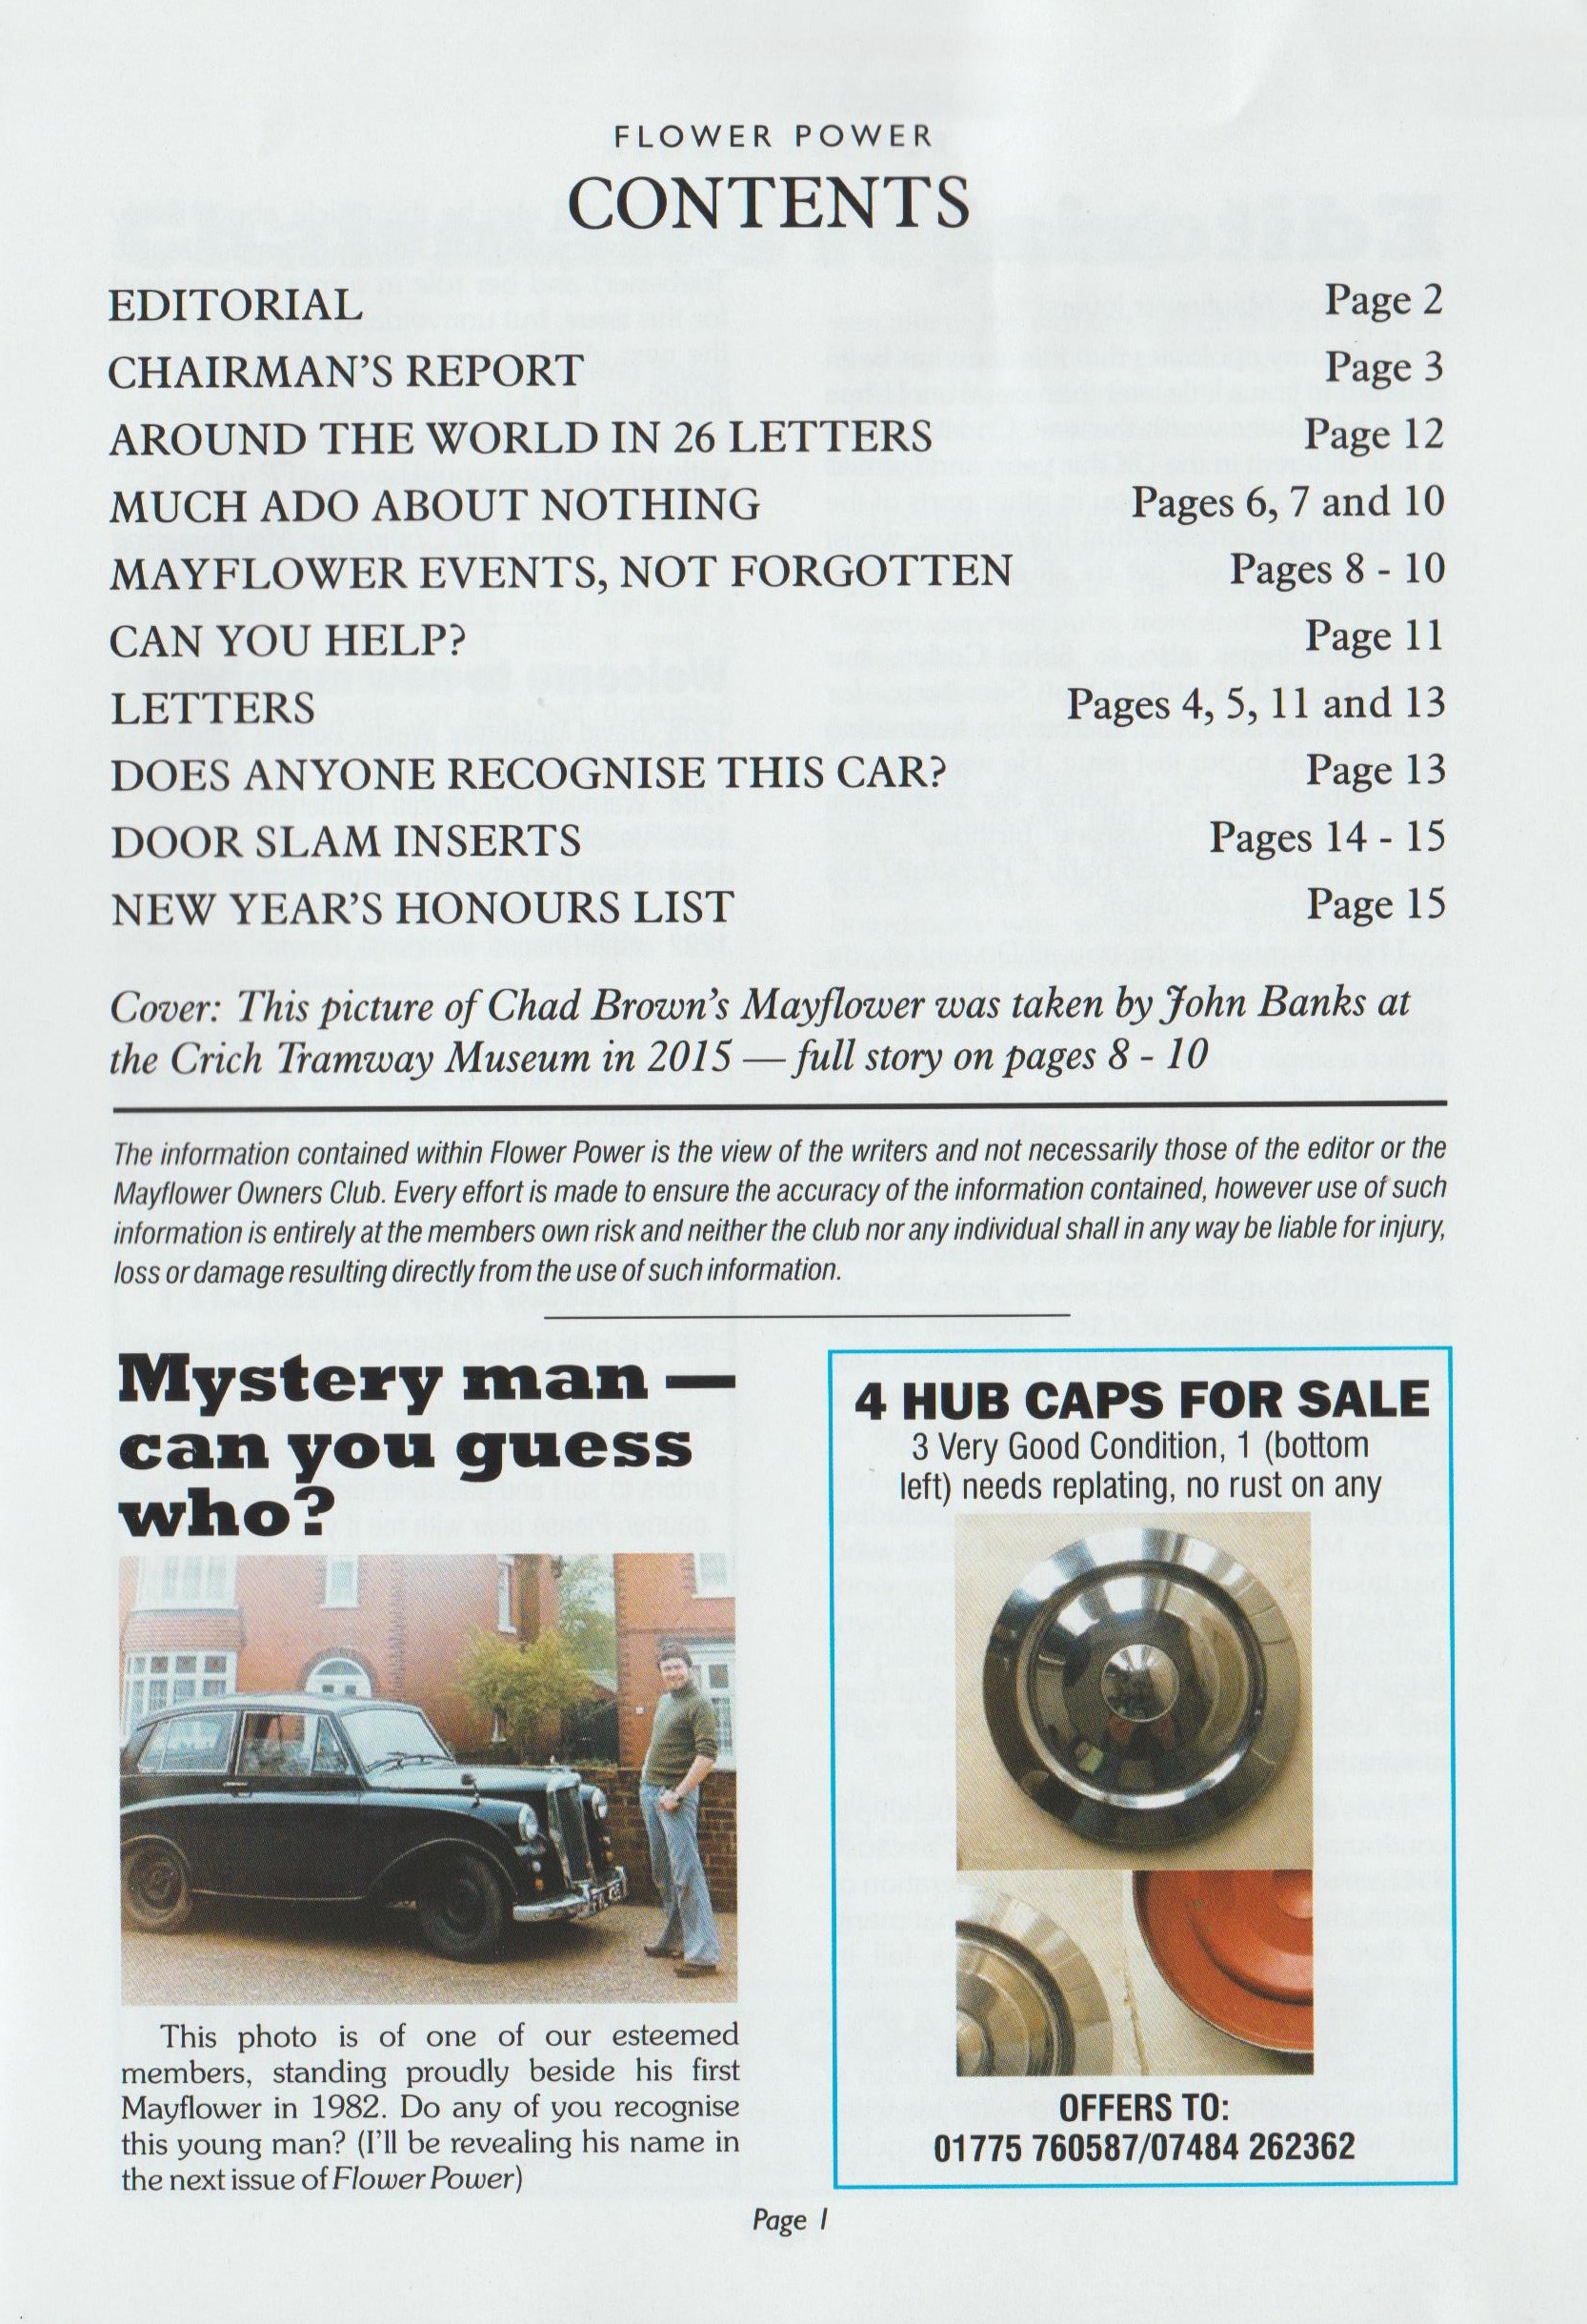 FLOWER POWER
CONTENTS
EDITORIAL Page 2
CHAIRMAN'S REPORT Page 3
AROUND THE WORLD IN 26 LETTERS Page 12
MUCH ADO ABOUT NOTHING Pages 6, 7 and 10
MAYFLOWER EVENTS, NOT FORGOTTEN Pages 8 - 10
CAN YOU HELP? Page 11
LETTERS Pages 4, 5, 11 and 13
DOES ANYONE RECOGNISE THIS CAR? Page 13
DOOR SLAM INSERTS Pages 14 - 15
NEW YEAR'S HONOURS LIST Page 15
Cover: This picture of Chad Brown's Mayflower was taken by John Banks at
the Crich Tramway Museum in 2015 — full story on pages 8 - 10
The information contained within Flower Power is the view of the writers and not necessarily those of the editor or the
Mayflower Owners Club. Every effort is made to ensure the accuracy of the information contained, however use of such
information is entirely at the members own risk and neither the club nor any individual shall in any way be liable for injury,
loss or damage resulting directly from the use of such information.
Mystery man —
can you guess
who?
This photo is of one of our esteemed
members, standing proudly beside his first
Mayflower in 1982. Do any of you recognise
this young man? (I'll be revealing his name in
the next issue of Flower Power)
4 HUB CAPS FOR SALE
3 Very Good Condition, 1 (bottom
left) needs replating, no rust on any
OFFERS TO:
01775 760587/07484 262362
Page 1